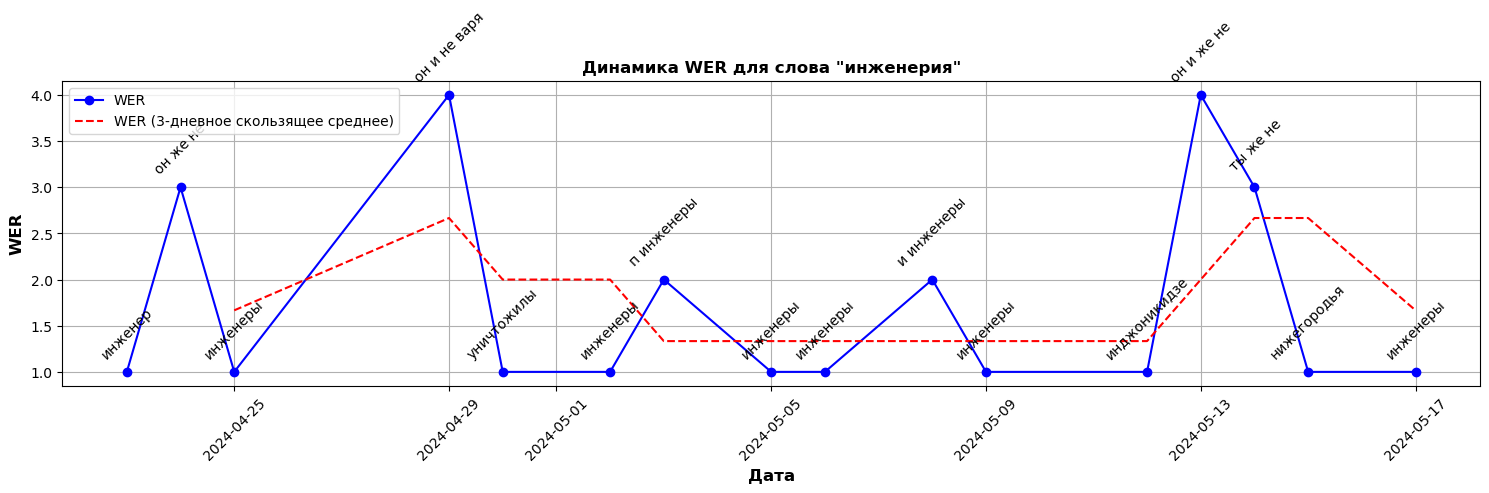 он и не варя
он и же не
Динамика WER для слова "инженерия"
WER
WER (3-дневное скользящее среднее)
он же не
ты же не
п инженеры
и инженеры
инженер
инженеры
уничтожилы
инженеры
инженеры
инженеры
инженеры
инджоникидзе
нижегородья
инженеры
4.0
3.5
3.0
2.5
2.0
1.5
1.0
WER
2024-04-25
2024-04-29
2024-05-01
2024-05-05
2024-05-09
2024-05-13
2024-05-17
Дата